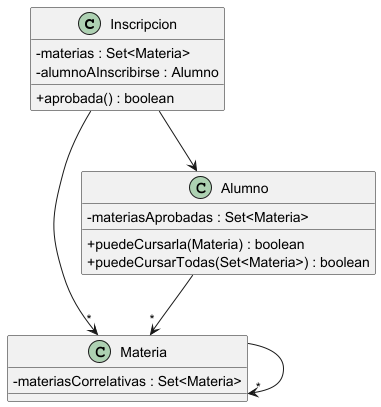 C Inscripcion
-materias : Set<Materia>
-alumnoAInscribirse : Alumno
+aprobada() : boolean
C Alumno
-materiasAprobadas : Set<Materia>
+puedeCursarla(Materia) : boolean
+puedeCursarTodas(Set<Materia>) : boolean
*
*
C Materia
-materiasCorrelativas : Set<Materia>
*